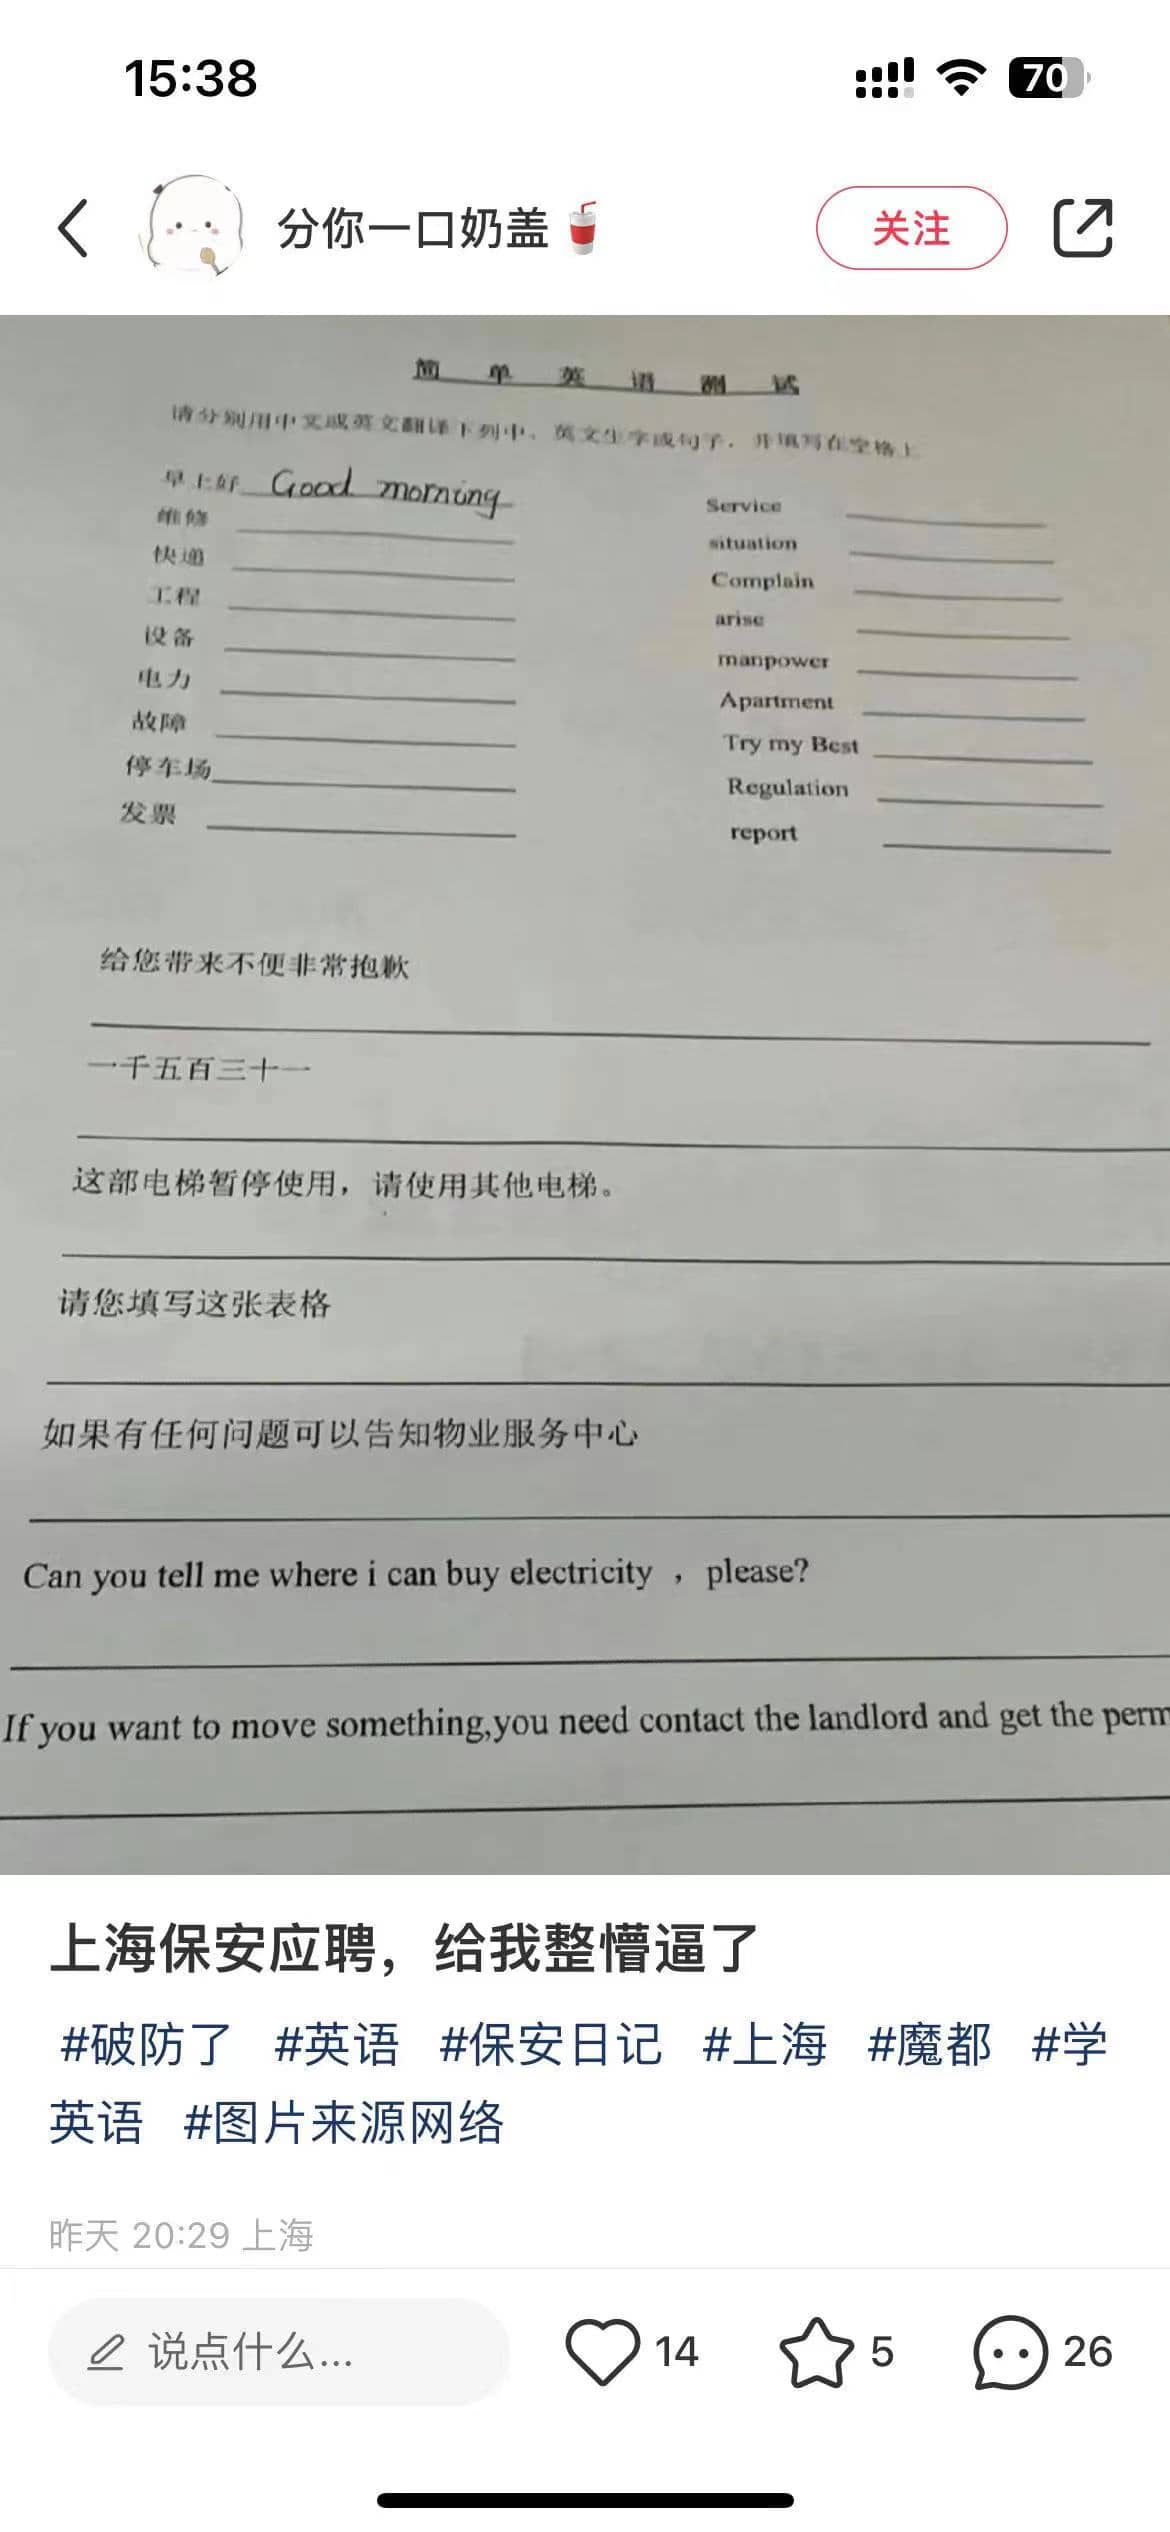 15:38
70
分你一口奶盖
关注
简单英语测试
请分别用中文或英文翻译下列中、英文生字或句子，并填写在空格上
早上好 Good morning
维修
快递
工程
设备
电力
故障
停车场
发票
Service
situation
Complain
arise
manpower
Apartment
Try my Best
Regulation
report
给您带来不便非常抱歉
一千五百三十一
这部电梯暂停使用，请使用其他电梯。
请您填写这张表格
如果有任何问题可以告知物业服务中心
Can you tell me where i can buy electricity ，please?
If you want to move something,you need contact the landlord and get the perm
上海保安应聘，给我整懵逼了
#破防了 #英语 #保安日记 #上海 #魔都 #学
英语 #图片来源网络
昨天 20:29 上海
说点什么...
14
5
26